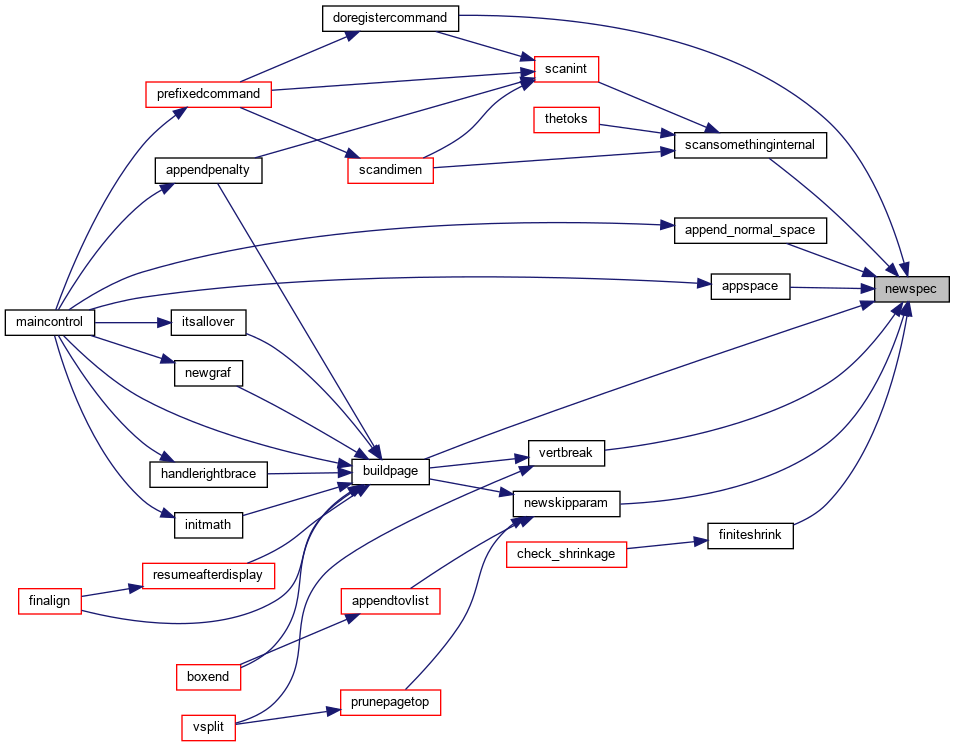 doregistercommand
scanint
prefixedcommand
thetoks
scansomethinginternal
appendpenalty
scandimen
append_normal_space
appspace
newspec
maincontrol
itsallover
newgraf
vertbreak
handlerightbrace
buildpage
newskipparam
initmath
finiteshrink
check_shrinkage
resumeafterdisplay
finalign
appendtovlist
boxend
prunepagetop
vsplit